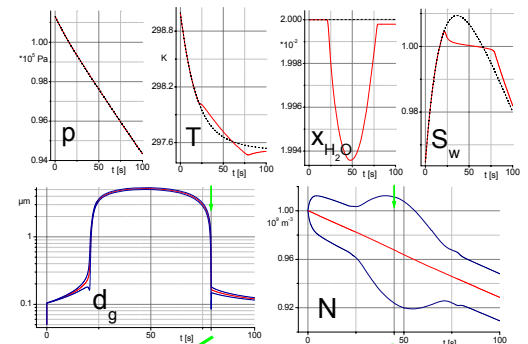 1.00
*10⁵ Pa
0.98
0.96
0.94
p
0
50
100
t [s]
298.8
K
298.2
297.6
T
0
50
100
t [s]
2.000
*10⁻²
1.998
1.996
1.994
x H₂O
0
50
100
t [s]
1.00
0.98
S w
0
50
100
t [s]
µm
1
0.1
d g
0
50
100
t [s]
1.00
10⁹ m⁻³
0.96
0.92
N
0
50
100
t [s]